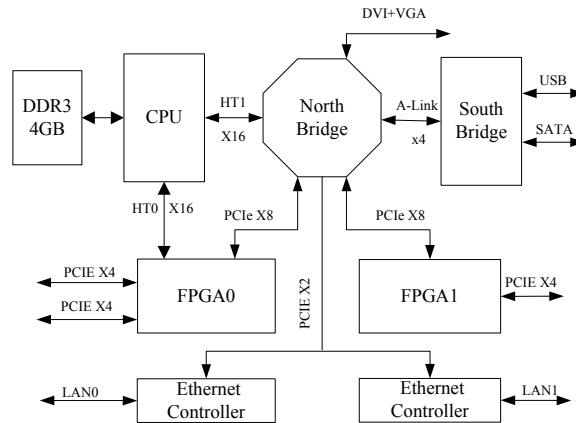 DVI+VGA
DDR3
4GB
CPU
HT1
X16
North
Bridge
A-Link
x4
South
Bridge
USB
SATA
HT0 X16
PCIe X8
PCIe X8
PCIE X4
PCIE X4
FPGA0
PCIE X2
FPGA1
PCIE X4
LAN0
Ethernet
Controller
Ethernet
Controller
LAN1